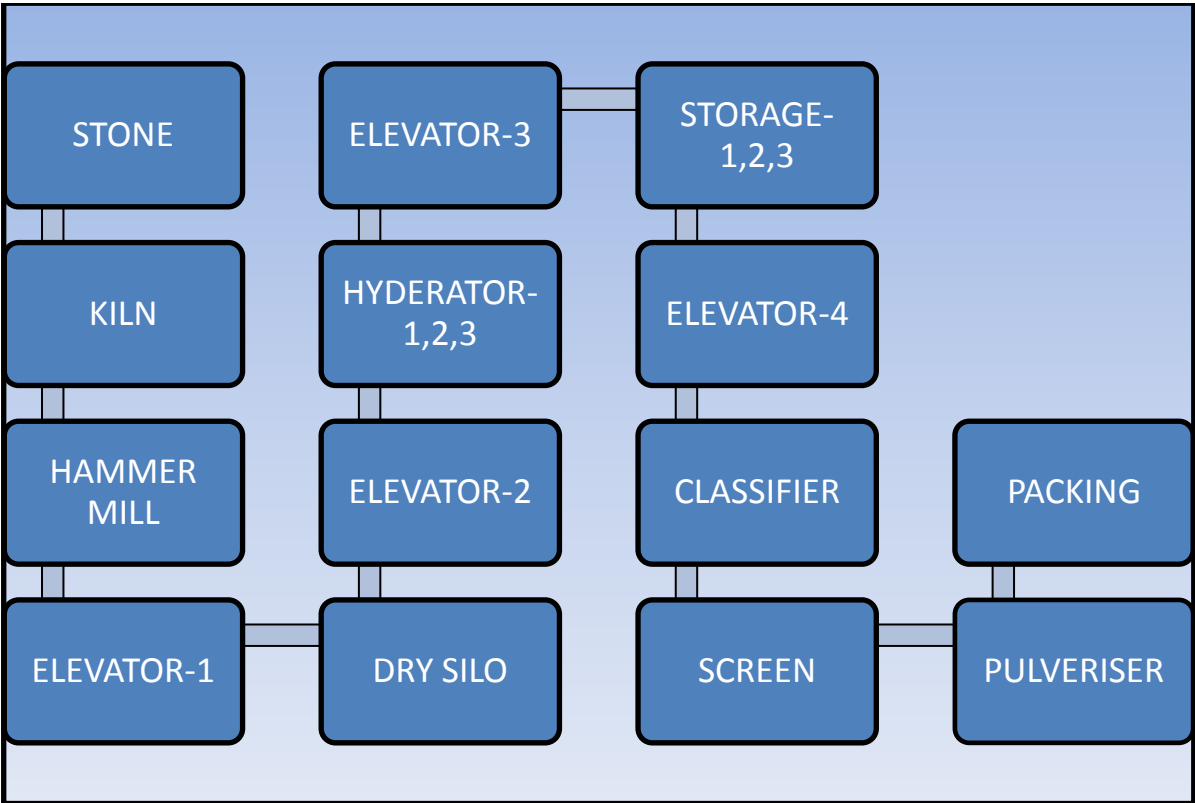 STONE
KILN
HAMMER
MILL
ELEVATOR-1
DRY SILO
ELEVATOR-2
HYDERATOR-
1,2,3
ELEVATOR-3
STORAGE-
1,2,3
ELEVATOR-4
CLASSIFIER
SCREEN
PULVERISER
PACKING